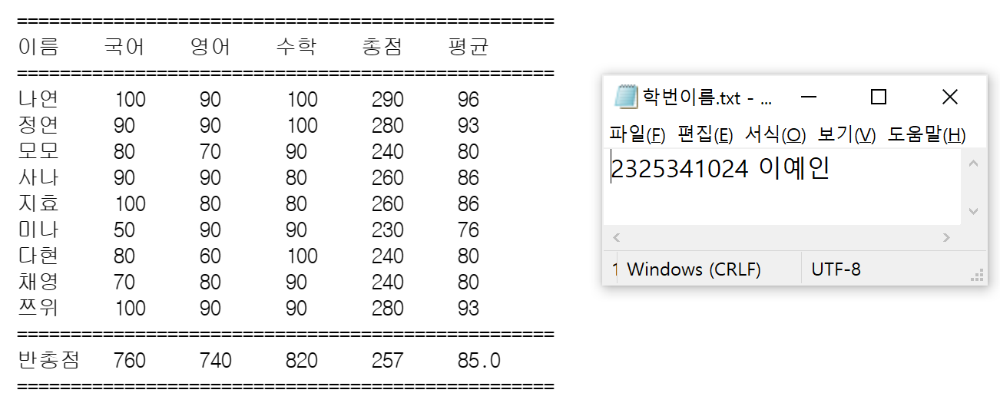 ==================================================
이름 국어 영어 수학 총점 평균
==================================================
나연 100 90 100 290 96
정연 90 90 100 280 93
모모 80 70 90 240 80
사나 90 90 80 260 86
지효 100 80 80 260 86
미나 50 90 90 230 76
다현 80 60 100 240 80
채영 70 80 90 240 80
쯔위 100 90 90 280 93
==================================================
반총점 760 740 820 257 85.0
==================================================
학번이름.txt - ...
파일(F) 편집(E) 서식(O) 보기(V) 도움말(H)
2325341024 이예인
1 Windows (CRLF) UTF-8